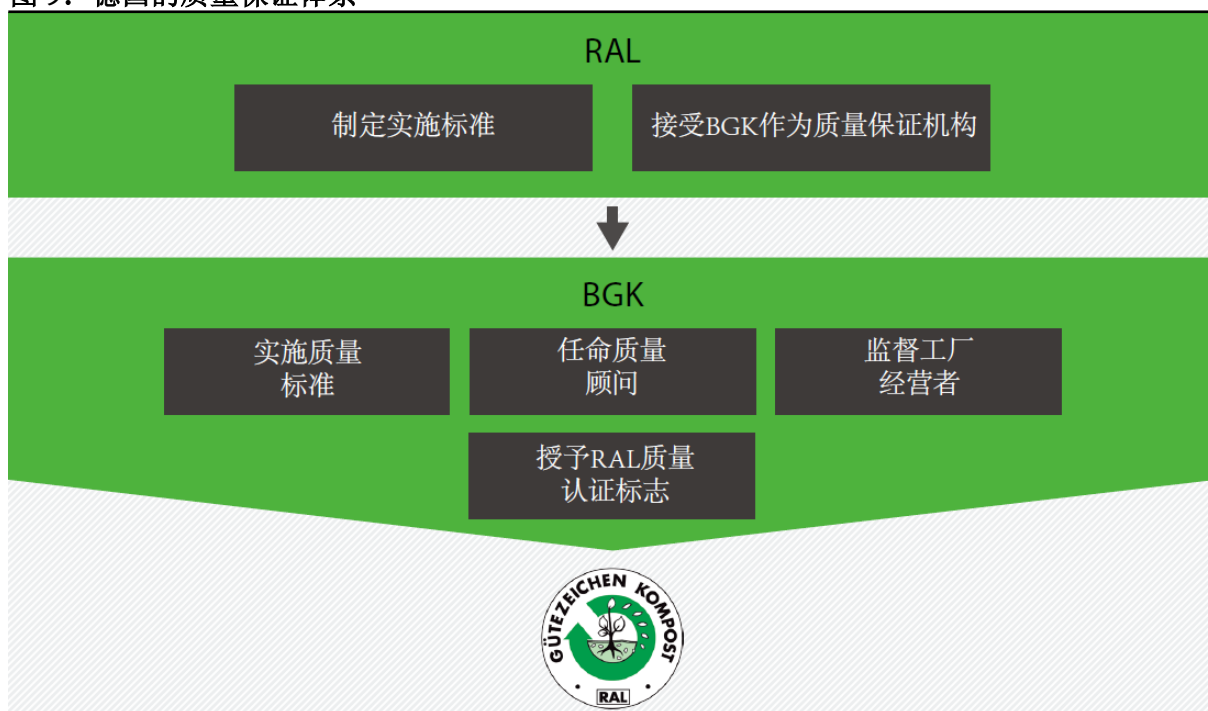 RAL
制定实施标准
接受BGK作为质量保证机构
BGK
实施质量
标准
任命质量
顾问
监督工厂
经营者
授予RAL质量
认证标志
GÜTEZEICHEN KOMPOST
RAL